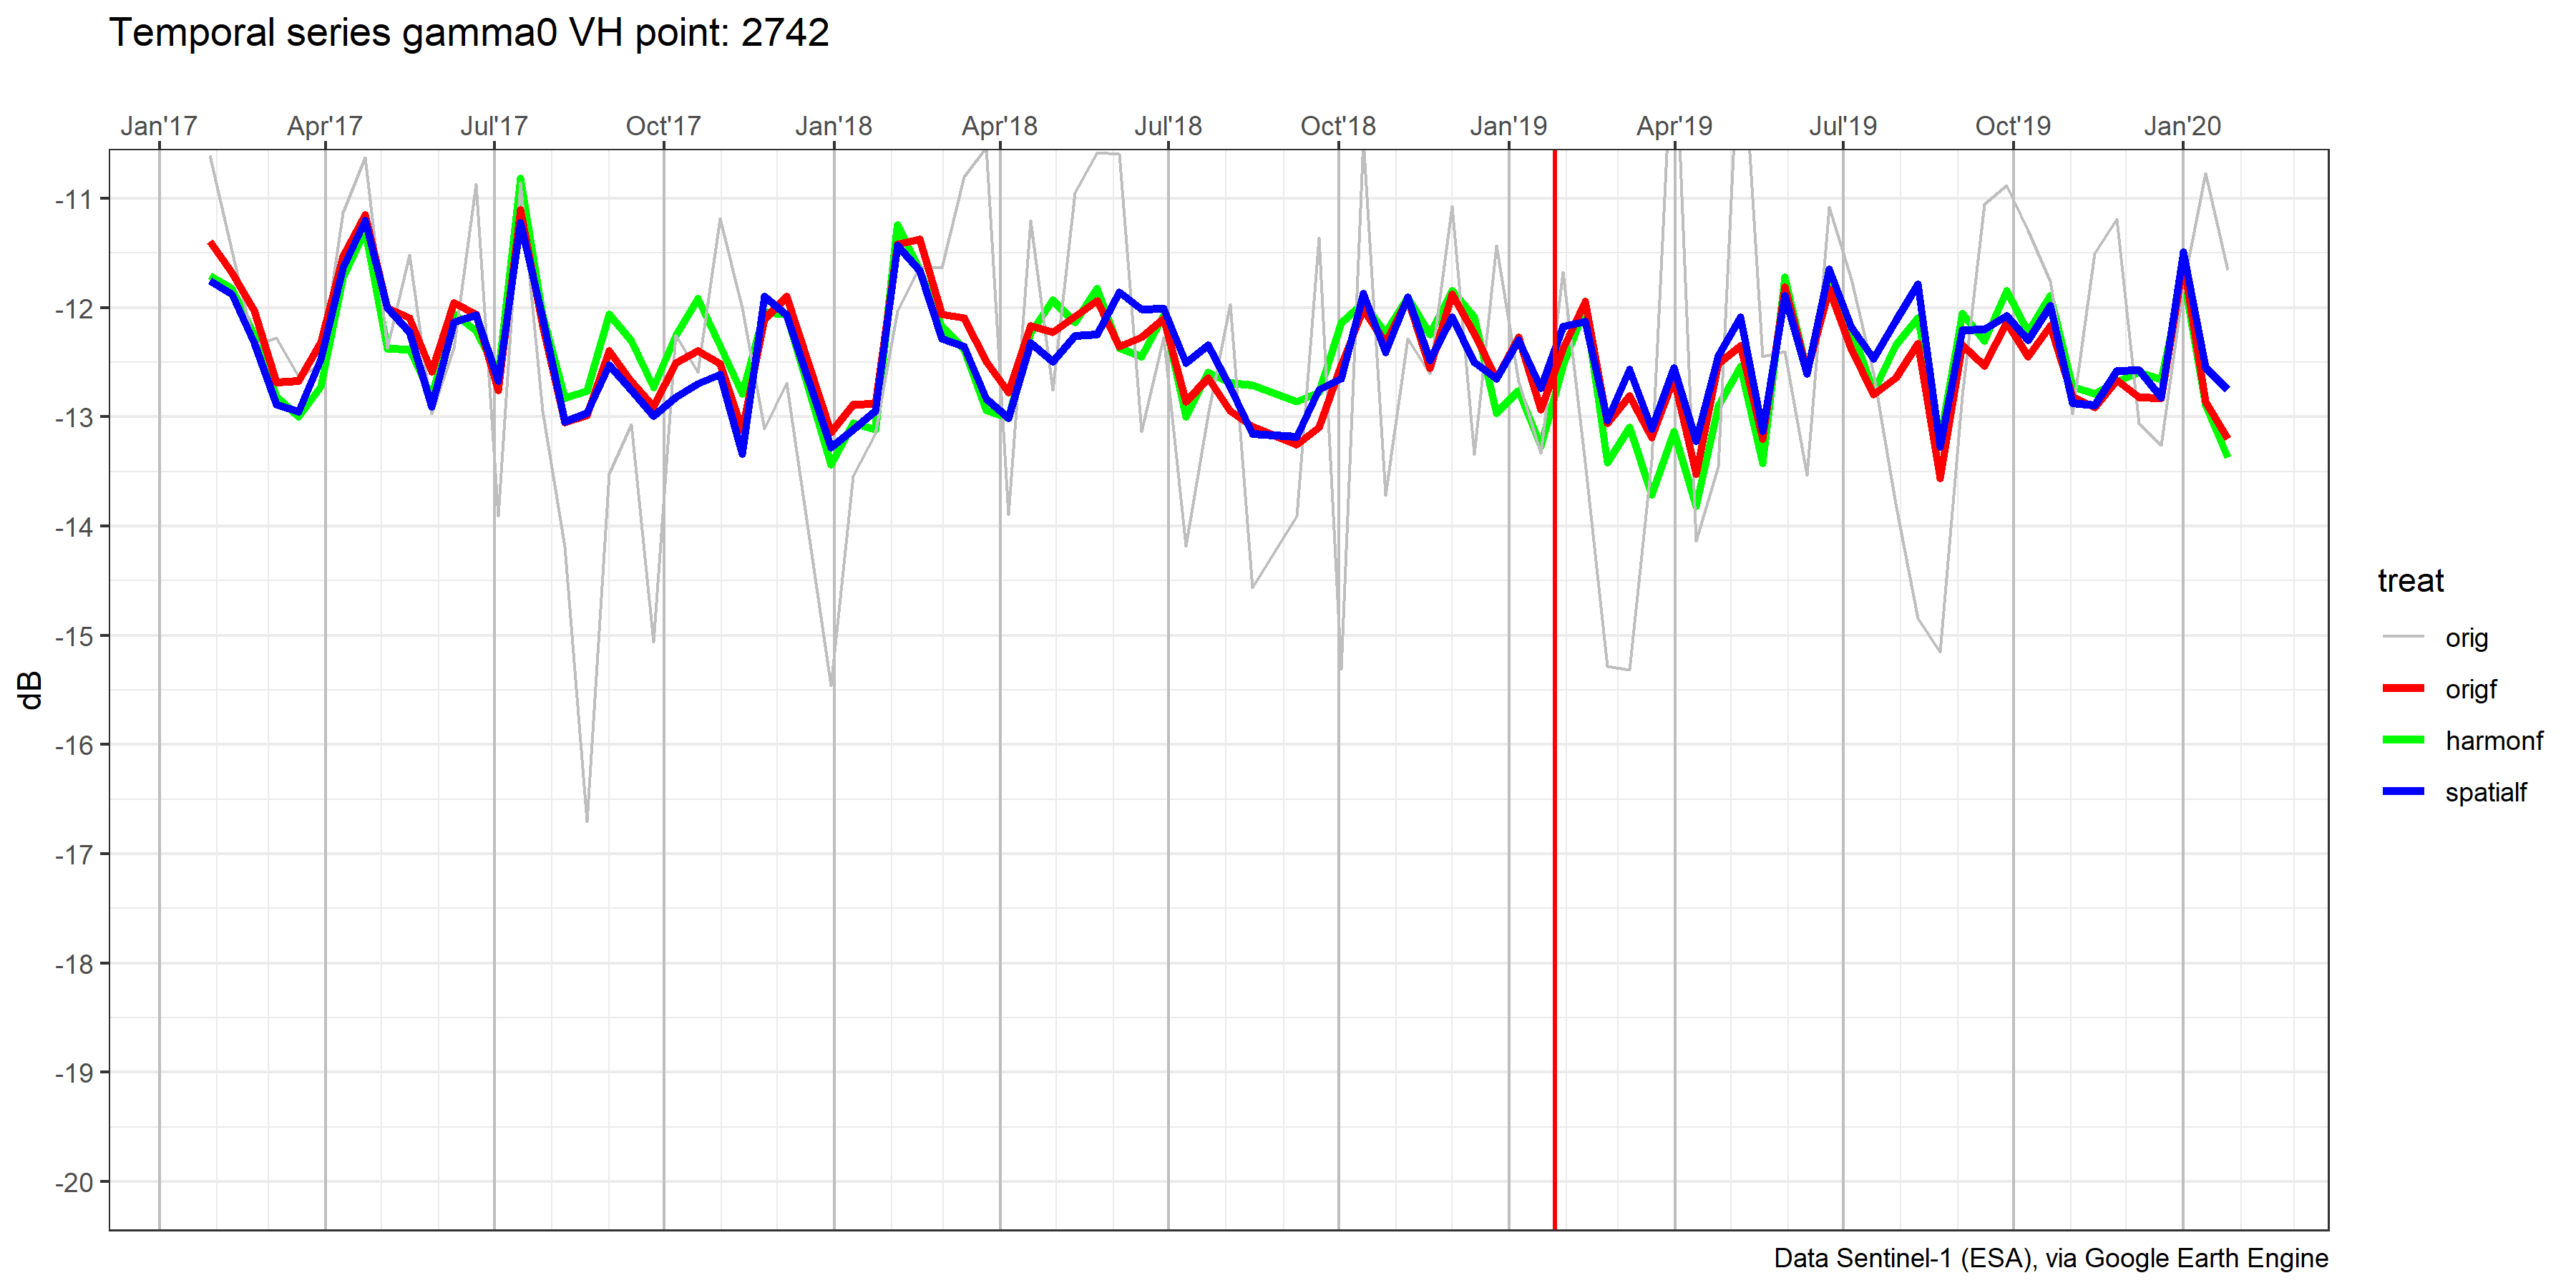 Temporal series gamma0 VH point: 2742
Jan'17 Apr'17 Jul'17 Oct'17 Jan'18 Apr'18 Jul'18 Oct'18 Jan'19 Apr'19 Jul'19 Oct'19 Jan'20
-11
-12
-13
-14
-15
-16
-17
-18
-19
-20
dB
treat
orig
origf
harmonf
spatialf
Data Sentinel-1 (ESA), via Google Earth Engine